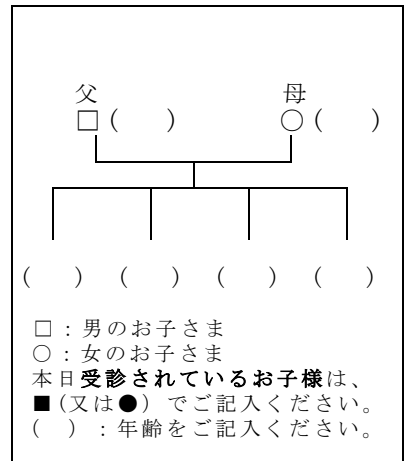 父 母
□(　) ○(　)
(　) (　) (　) (　)
□：男のお子さま
○：女のお子さま
本日受診されているお子様は、
■(又は●)でご記入ください。
(　)：年齢をご記入ください。